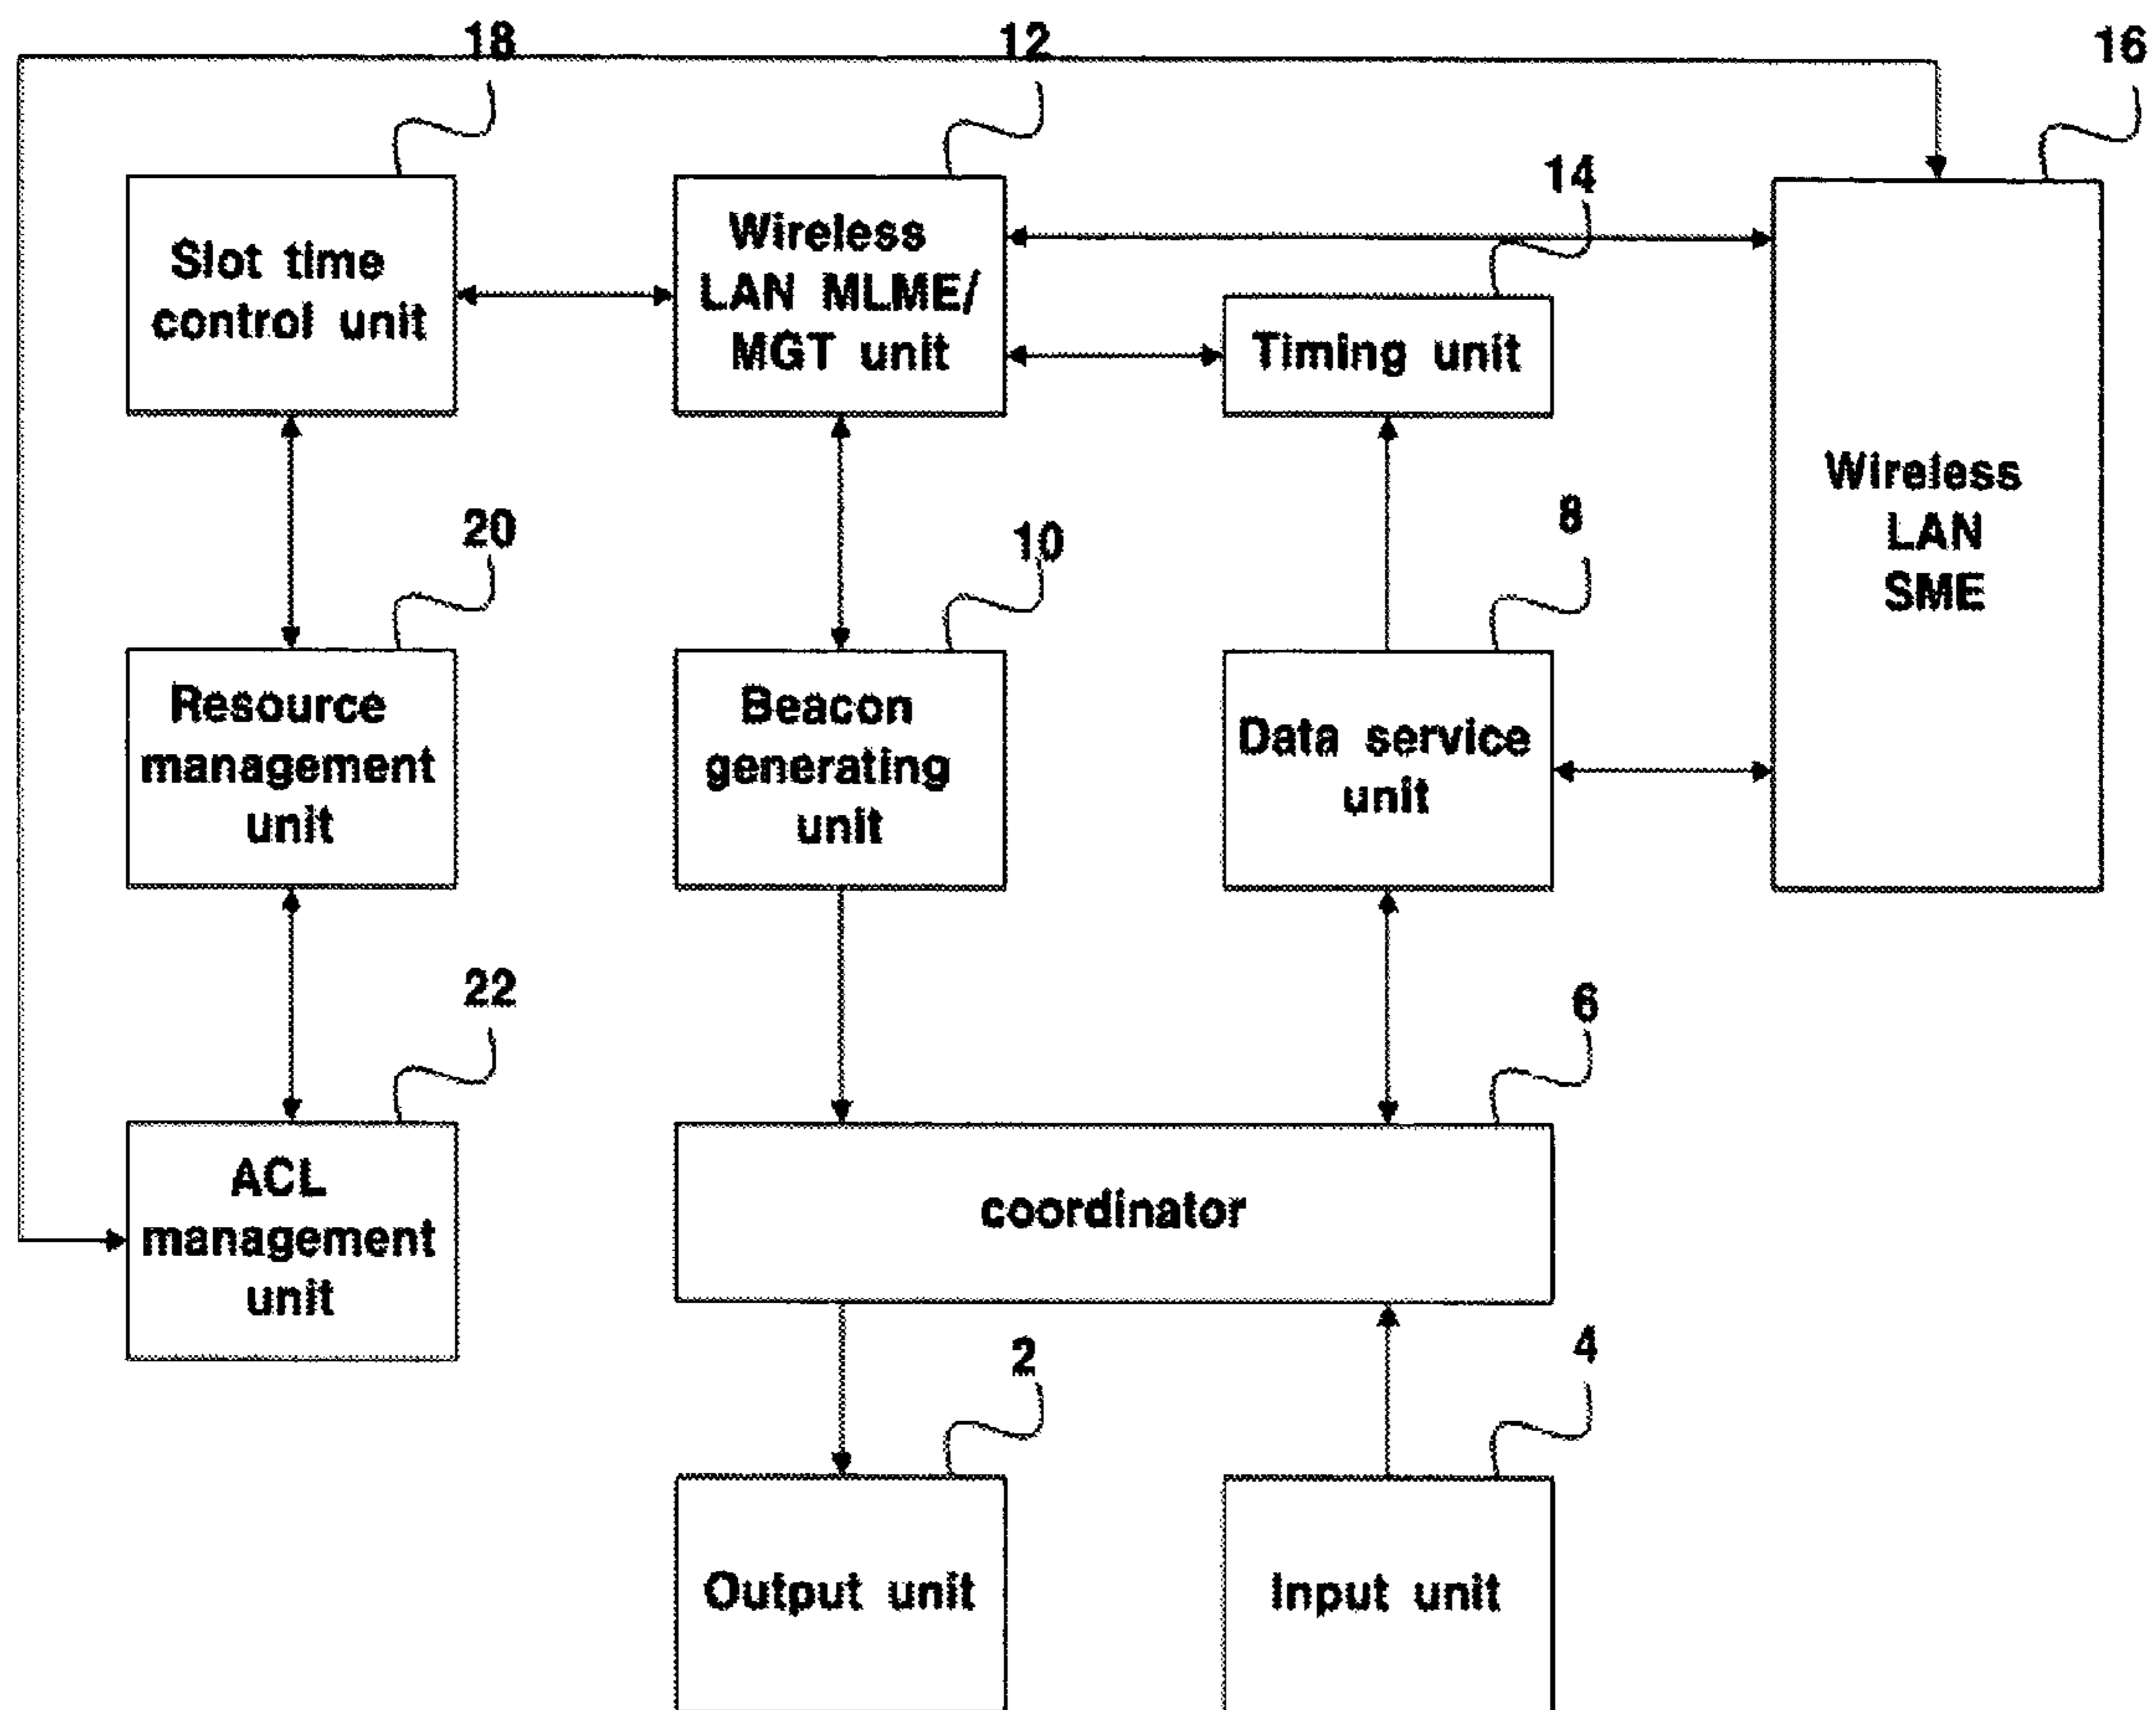 18
12
16
14
Slot time
control unit
Wireless
LAN MLME/
MGT unit
Timing unit
Wireless
LAN
SME
20
10
8
Resource
management
unit
Beacon
generating
unit
Data service
unit
22
6
ACL
management
unit
coordinator
2
4
Output unit
Input unit